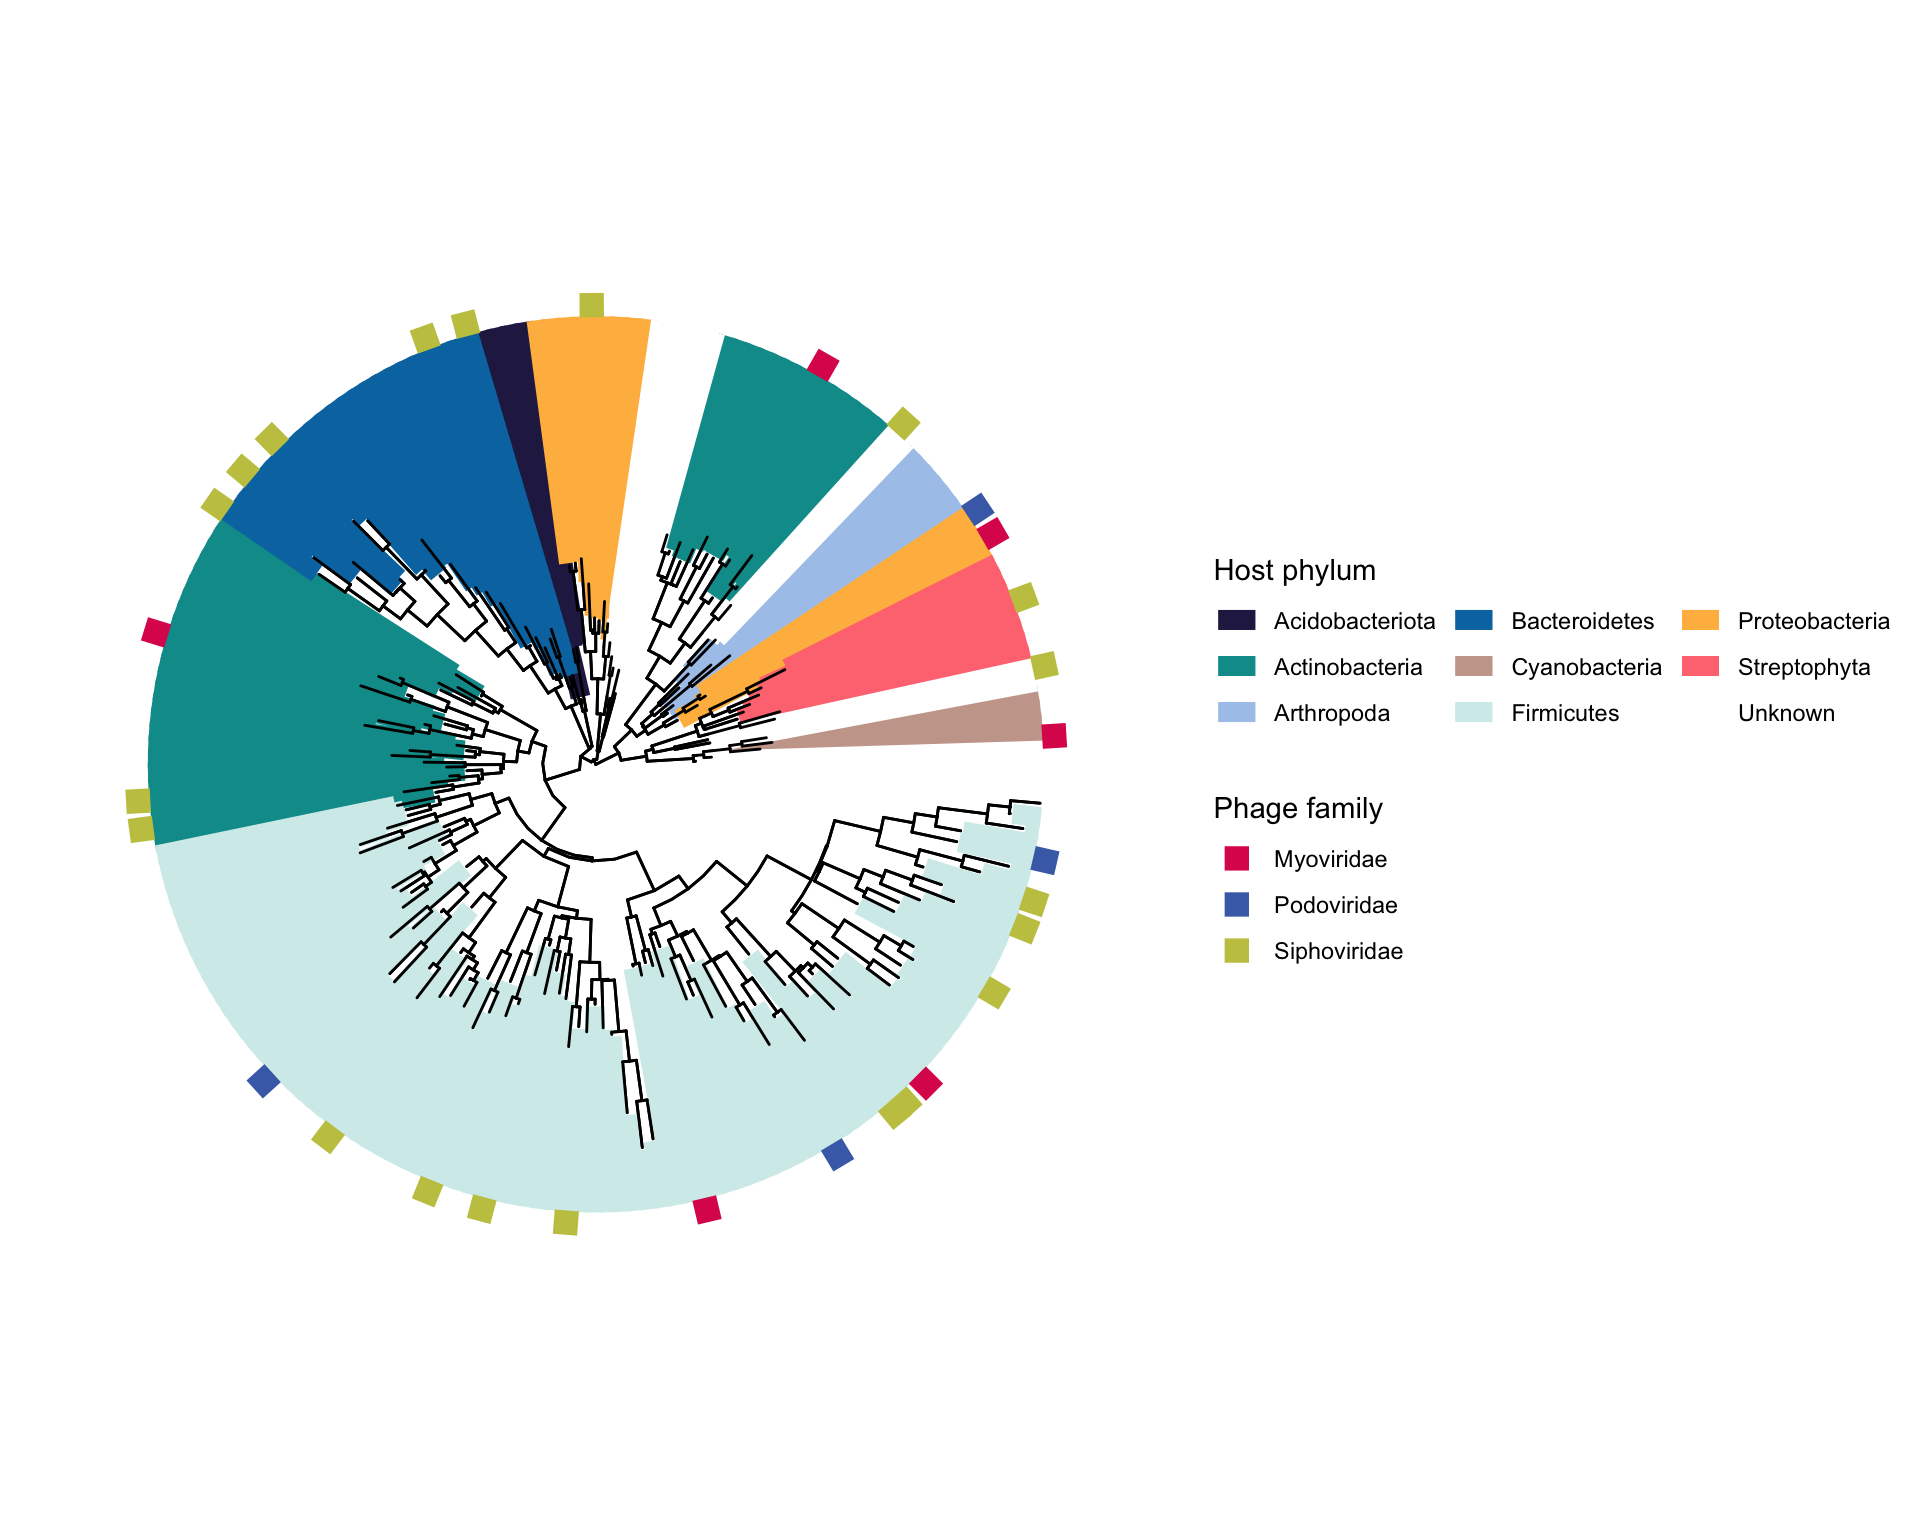 Host phylum
Acidobacteriota Bacteroidetes Proteobacteria
Actinobacteria Cyanobacteria Streptophyta
Arthropoda Firmicutes Unknown
Phage family
Myoviridae
Podoviridae
Siphoviridae